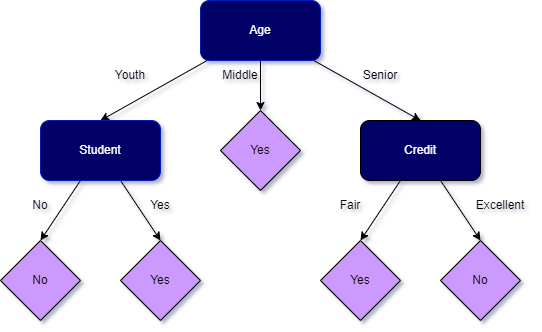 Age
Youth
Middle
Senior
Student
Yes
Credit
No
Yes
Fair
Excellent
No
Yes
Yes
No